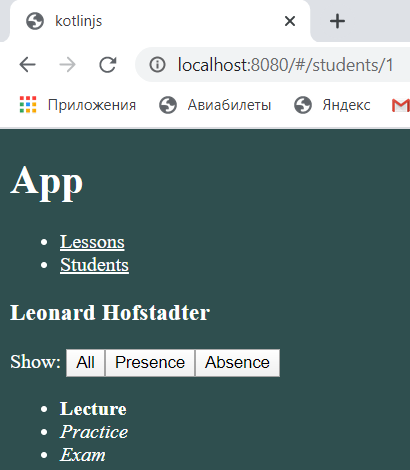 kotlinjs
localhost:8080/#/students/1
Приложения Авиабилеты Яндекс
App
Lessons
Students
Leonard Hofstadter
Show: All Presence Absence
Lecture
Practice
Exam